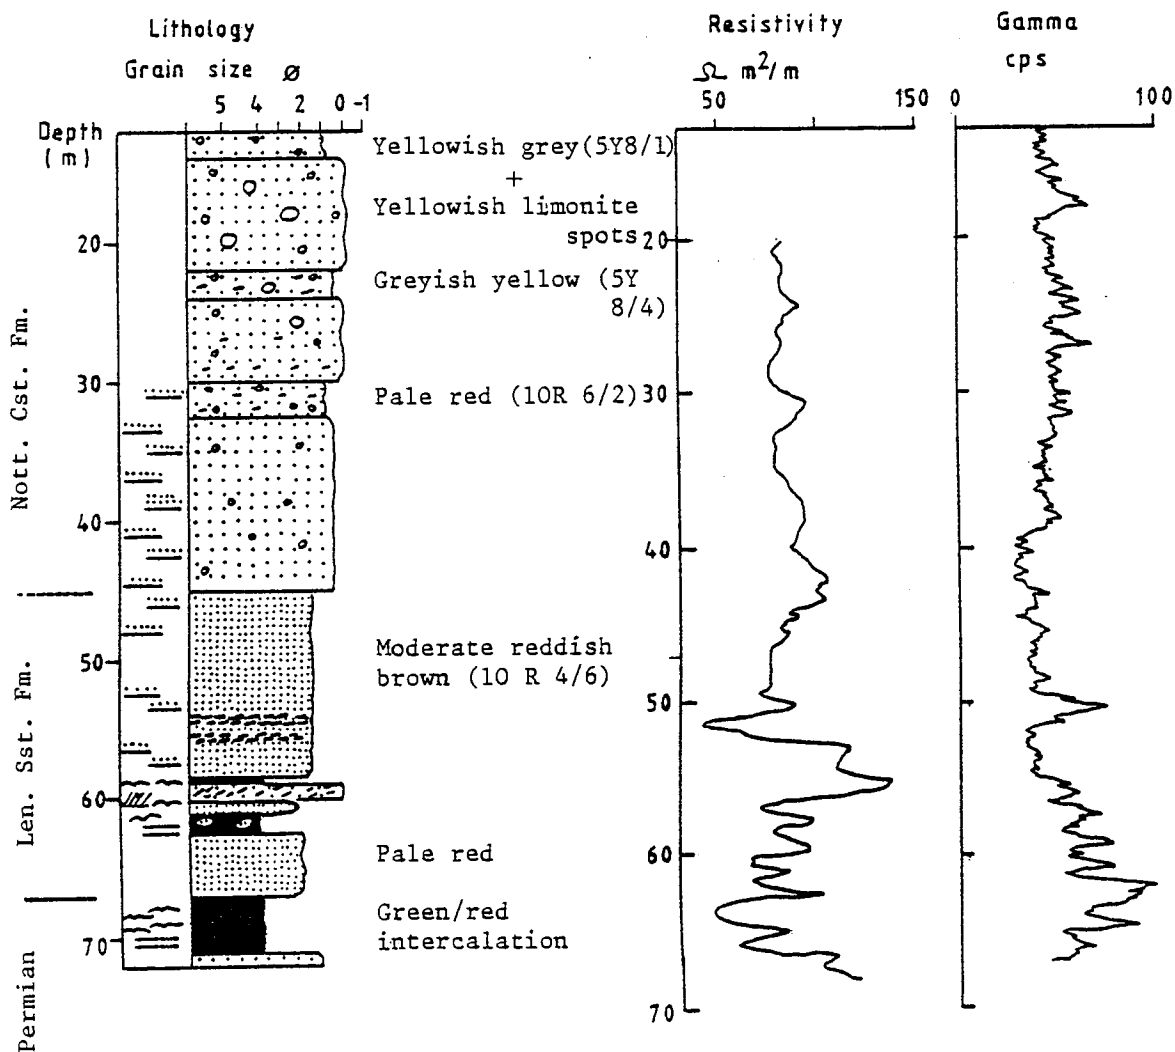 Lithology
Grain size Ø
5 4 2 0 -1
Depth
(m)
20
30
40
50
60
70
Nott. Cst. Fm.
Len. Sst. Fm.
Permian
Yellowish grey(5Y8/1)
+
Yellowish limonite
spots
Greyish yellow (5Y
8/4)
Pale red (10R 6/2)
Moderate reddish
brown (10 R 4/6)
Pale red
Green/red
intercalation
Resistivity
Ω m²/m
50 150
20
30
40
50
60
70
Gamma
cps
0 100